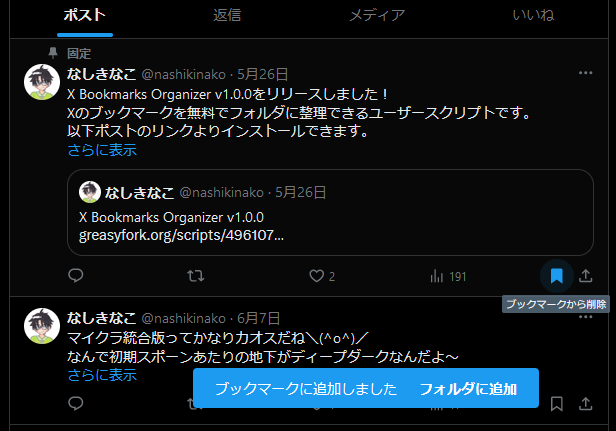 ポスト 返信 メディア いいね
固定
なしきなこ @nashikinako · 5月26日
X Bookmarks Organizer v1.0.0をリリースしました！
Xのブックマークを無料でフォルダに整理できるユーザースクリプトです。
以下ポストのリンクよりインストールできます。
さらに表示
なしきなこ @nashikinako · 5月26日
X Bookmarks Organizer v1.0.0
greasyfork.org/scripts/496107…
2 191
ブックマークから削除
なしきなこ @nashikinako · 6月7日
マイクラ統合版ってかなりカオスだね＼(^o^)／
なんで初期スポーンあたりの地下がディープダークなんだよ～
さらに表示
ブックマークに追加しました フォルダに追加